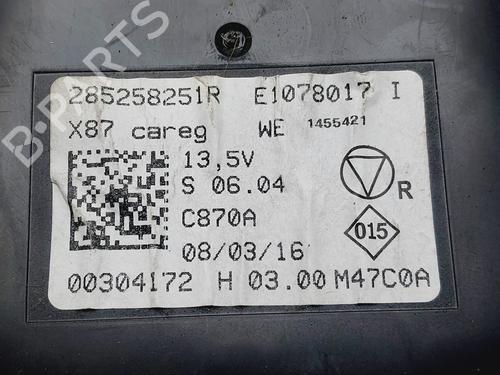 285258251R E1078017 I
X87 careg WE 1455421
13,5V
S 06.04
R
C870A
015
08/03/16
00304172 H 03.00 M47C0A
B-PARTS